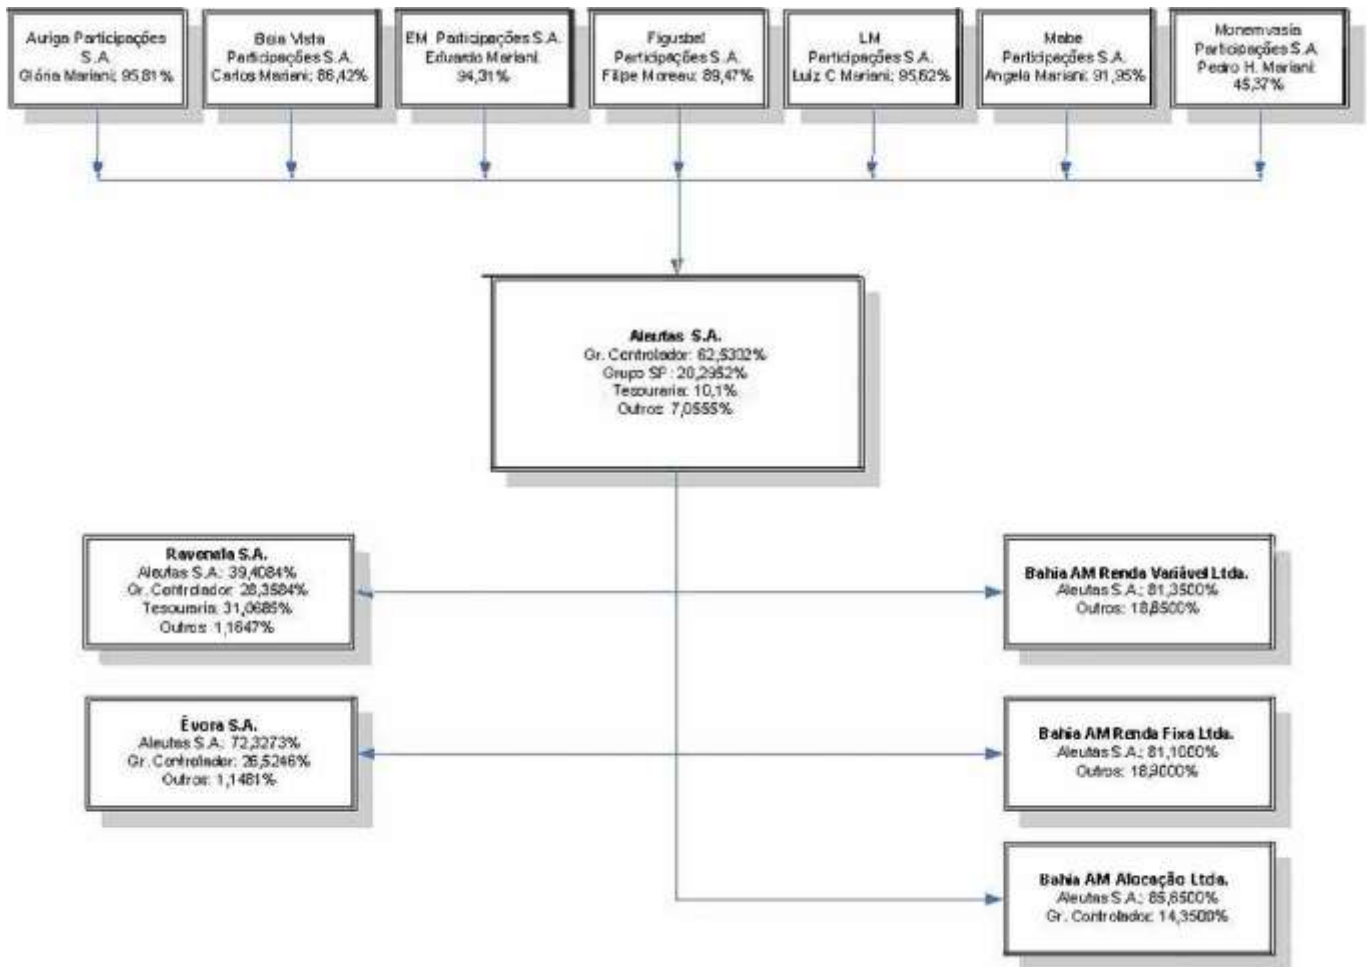 Auriga Participações
S.A.
Glória Mariani; 95,81%
Boa Vista
Participações S.A.
Carlos Mariani; 86,42%
EM Participações S.A.
Eduardo Mariani:
94,31%
Figusbel
Participações S.A.
Filipe Moreau; 89,47%
LM
Participações S.A.
Luiz C Mariani; 95,62%
Mabe
Participações S.A.
Angela Mariani; 91,95%
Monemvasia
Participações S.A.
Pedro H. Mariani:
45,37%
Aleutas S.A.
Gr. Controlador: 62,5302%
Grupo SP: 20,2952%
Tesouraria: 10,1%
Outros: 7,0555%
Ravenala S.A.
Aleutas S.A.: 39,4084%
Gr. Controlador: 28,3584%
Tesouraria: 31,0685%
Outros: 1,1647%
Bahia AM Renda Variável Ltda.
Aleutas S.A.; 81,3500%
Outros: 18,6500%
Évora S.A.
Aleutas S.A.: 72,3273%
Gr. Controlador: 26,5246%
Outros: 1,1481%
Bahia AM Renda Fixa Ltda.
Aleutas S.A.; 81,1000%
Outros: 18,9000%
Bahia AM Alocação Ltda.
Aleutas S.A.; 85,6500%
Gr. Controlador: 14,3500%